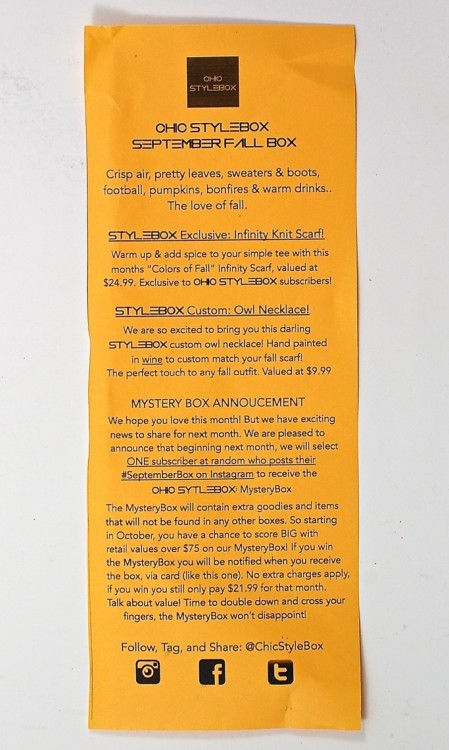 CHIC
STYLEBOX
CHIC STYLEBOX
SEPTEMBER FALL BOX
Crisp air, pretty leaves, sweaters & boots,
football, pumpkins, bonfires & warm drinks..
The love of fall.
STYLEBOX Exclusive: Infinity Knit Scarf!
Warm up & add spice to your simple tee with this
months “Colors of Fall” Infinity Scarf, valued at
$24.99. Exclusive to CHIC STYLEBOX subscribers!
STYLEBOX Custom: Owl Necklace!
We are so excited to bring you this darling
STYLEBOX custom owl necklace! Hand painted
in wine to custom match your fall scarf!
The perfect touch to any fall outfit. Valued at $9.99
MYSTERY BOX ANNOUCEMENT
We hope you love this month! But we have exciting
news to share for next month. We are pleased to
announce that beginning next month, we will select
ONE subscriber at random who posts their
#SeptemberBox on Instagram to receive the
CHIC SYTLEBOX: MysteryBox
The MysteryBox will contain extra goodies and items
that will not be found in any other boxes. So starting
in October, you have a chance to score BIG with
retail values over $75 on our MysteryBox! If you win
the MysteryBox you will be notified when you receive
the box, via card (like this one). No extra charges apply,
if you win you still only pay $21.99 for that month.
Talk about value! Time to double down and cross your
fingers, the MysteryBox won't disappoint!
Follow, Tag, and Share: @ChicStyleBox